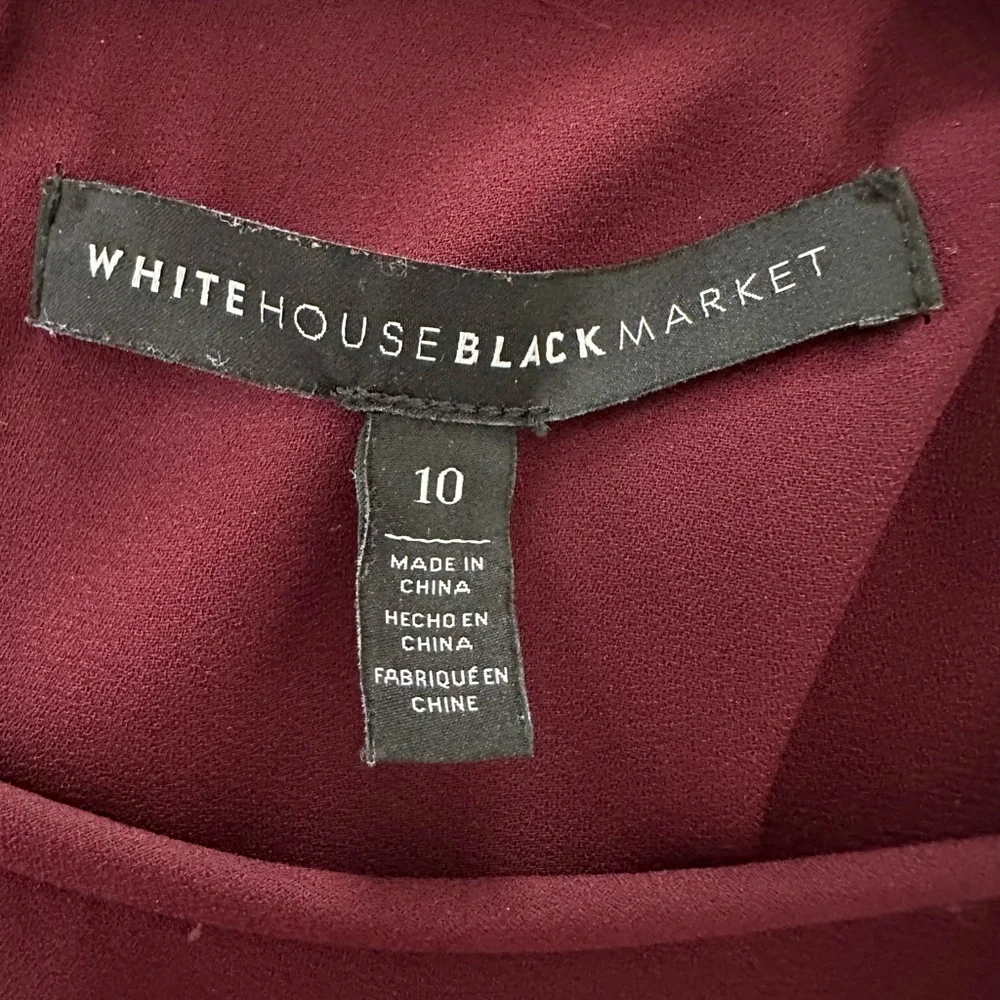 WHITEHOUSEBLACKMARKET
10
MADE IN
CHINA
HECHO EN
CHINA
FABRIQUÉ EN
CHINE